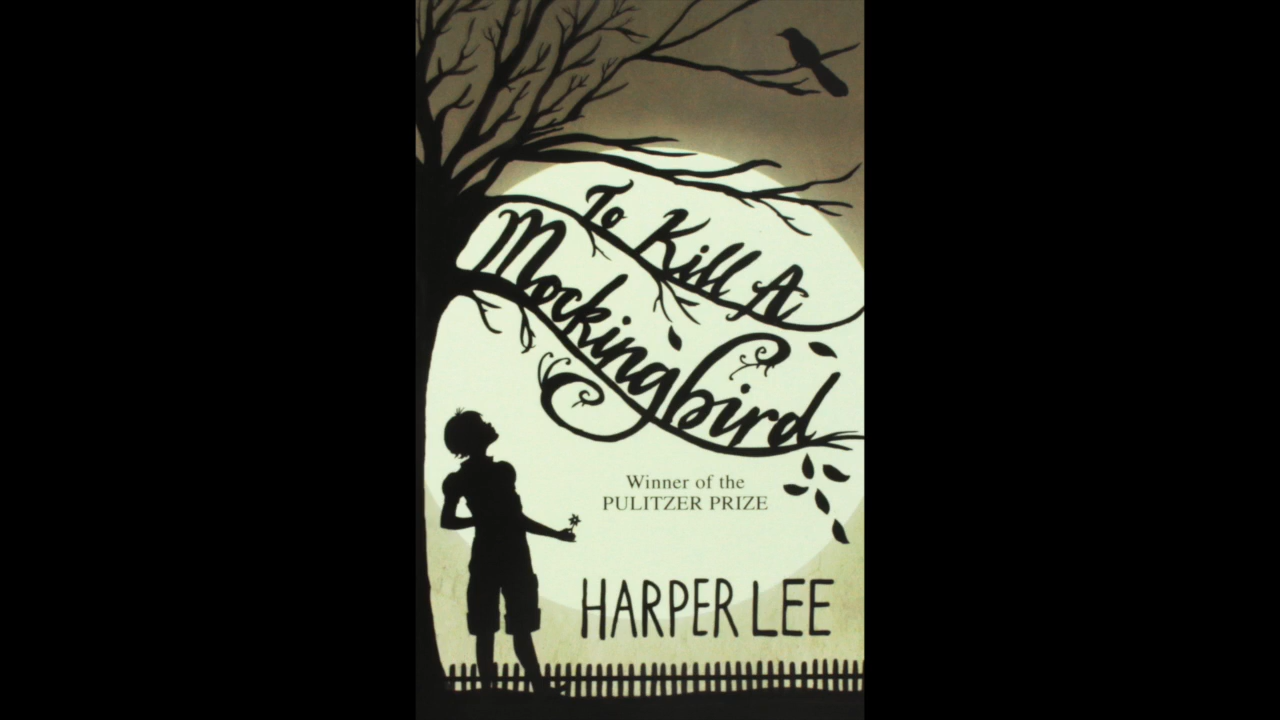 To Kill A
Mockingbird
Winner of the
PULITZER PRIZE
HARPER LEE